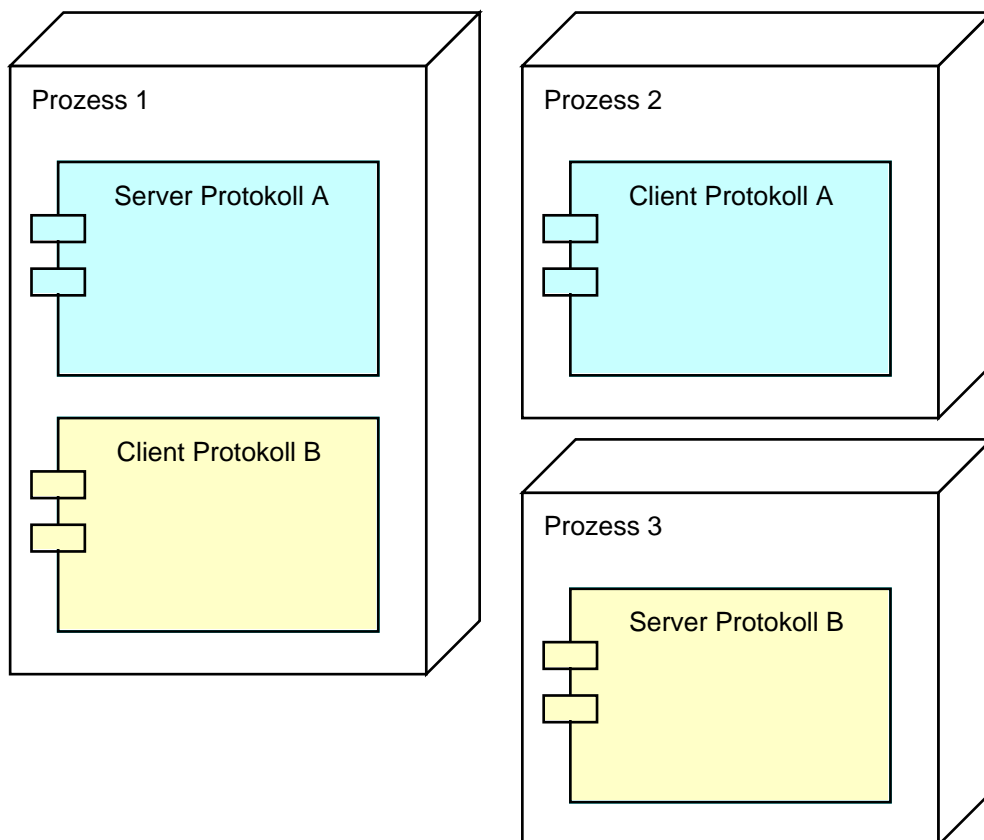 Prozess 1
Server Protokoll A
Client Protokoll B
Prozess 2
Client Protokoll A
Prozess 3
Server Protokoll B